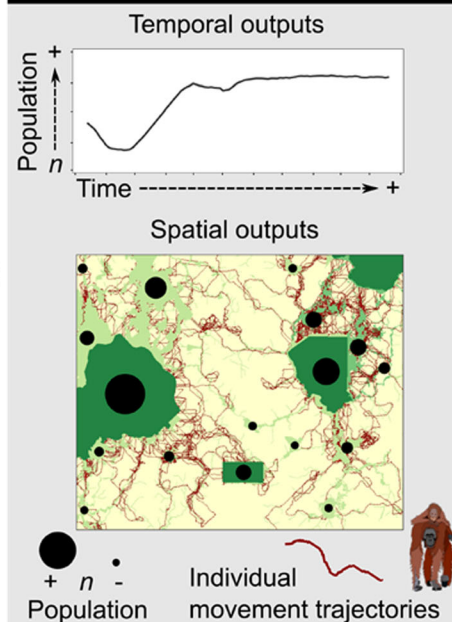 Temporal outputs
+
Population
n
Time +
Spatial outputs
+ n -
Population
Individual
movement trajectories